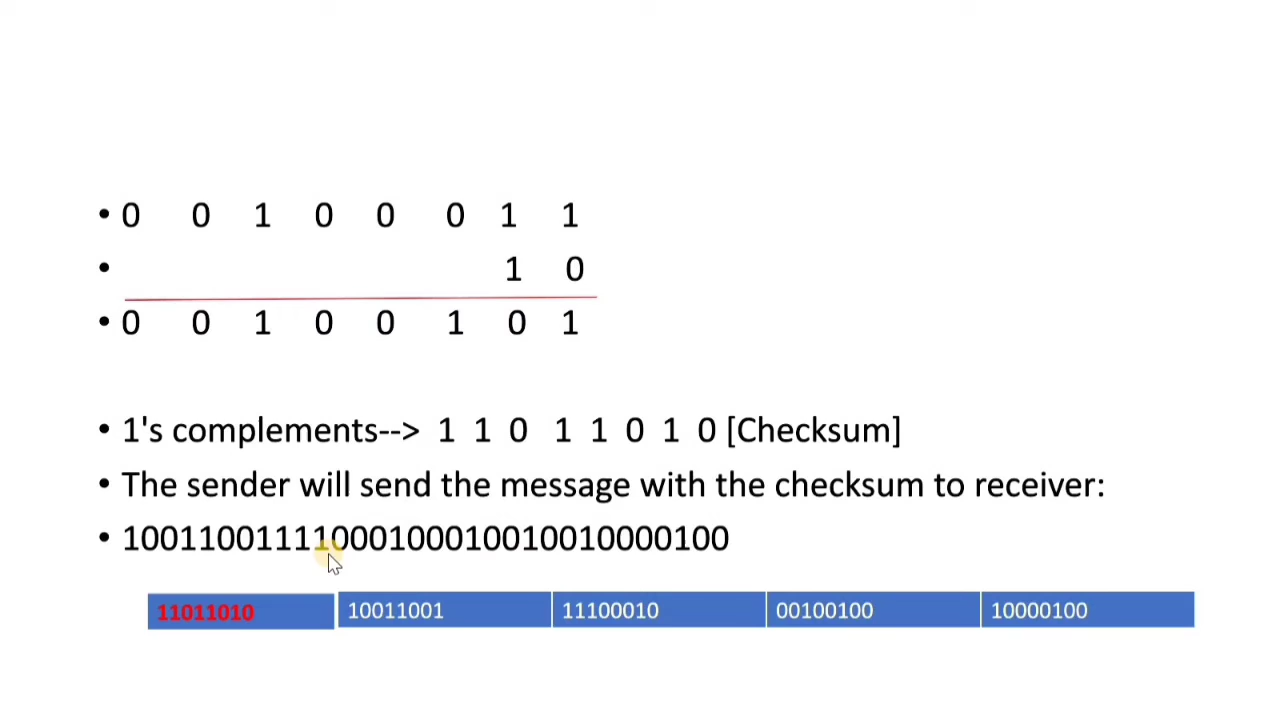 • 0 0 1 0 0 0 1 1
• 1 0
• 0 0 1 0 0 1 0 1
• 1's complements--> 1 1 0 1 1 0 1 0 [Checksum]
• The sender will send the message with the checksum to receiver:
• 10011001111000100010010010000100
11011010 10011001 11100010 00100100 10000100